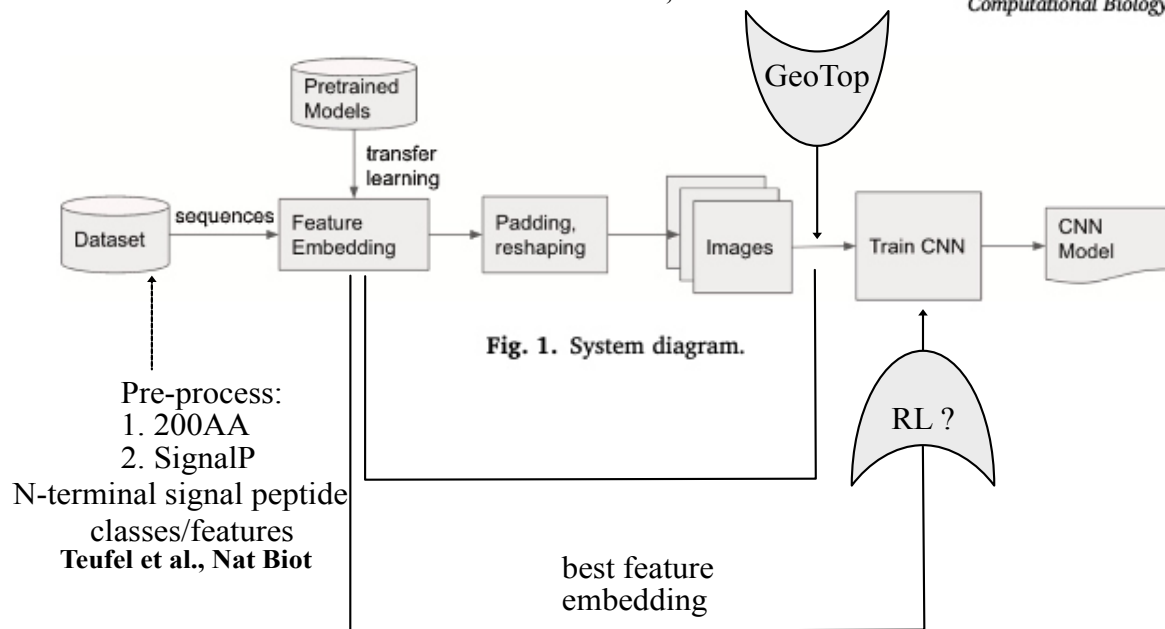 Computational Biology
GeoTop
Pretrained
Models
transfer
learning
sequences
Dataset
Feature
Embedding
Padding,
reshaping
Images
Train CNN
CNN
Model
Fig. 1. System diagram.
Pre-process:
1. 200AA
2. SignalP
N-terminal signal peptide
classes/features
Teufel et al., Nat Biot
RL ?
best feature
embedding